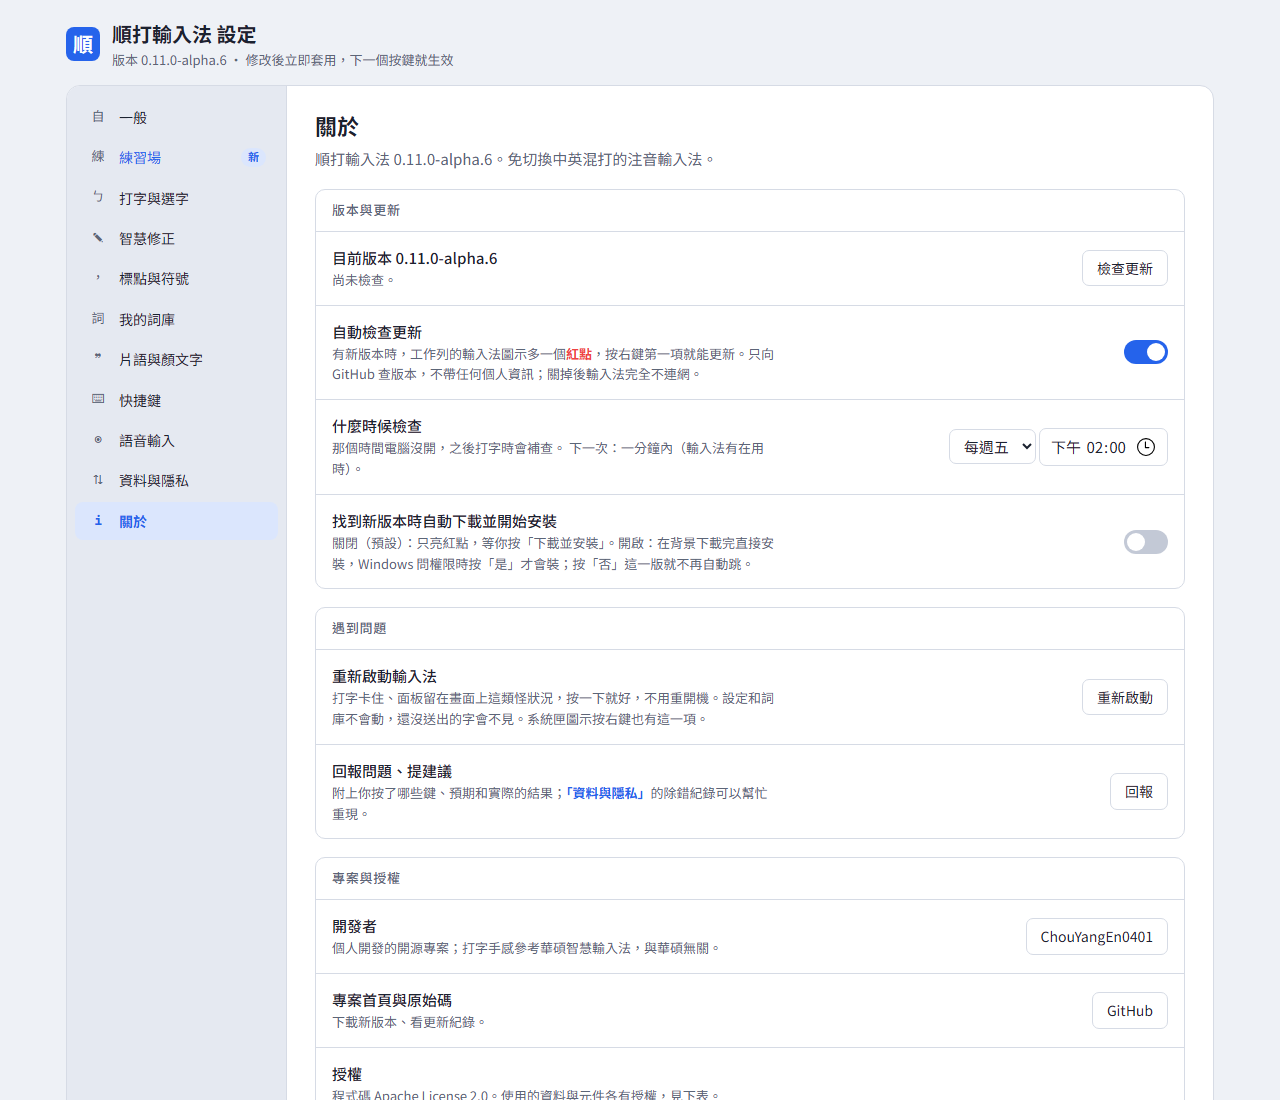 順
順打輸入法 設定
版本 0.11.0-alpha.6 · 修改後立即套用，下一個按鍵就生效
自 一般
練 練習場 新
ㄅ 打字與選字
智慧修正
， 標點與符號
詞 我的詞庫
” 片語與顏文字
快捷鍵
語音輸入
⇅ 資料與隱私
i 關於
關於
順打輸入法 0.11.0-alpha.6。免切換中英混打的注音輸入法。
版本與更新
目前版本 0.11.0-alpha.6
尚未檢查。
檢查更新
自動檢查更新
有新版本時，工作列的輸入法圖示多一個紅點，按右鍵第一項就能更新。只向
GitHub 查版本，不帶任何個人資訊；關掉後輸入法完全不連網。
什麼時候檢查
那個時間電腦沒開，之後打字時會補查。 下一次：一分鐘內（輸入法有在用
時）。
每週五
下午 02:00
找到新版本時自動下載並開始安裝
關閉（預設）：只亮紅點，等你按「下載並安裝」。開啟：在背景下載完直接安
裝，Windows 問權限時按「是」才會裝；按「否」這一版就不再自動跳。
遇到問題
重新啟動輸入法
打字卡住、面板留在畫面上這類怪狀況，按一下就好，不用重開機。設定和詞
庫不會動，還沒送出的字會不見。系統匣圖示按右鍵也有這一項。
重新啟動
回報問題、提建議
附上你按了哪些鍵、預期和實際的結果；「資料與隱私」的除錯紀錄可以幫忙
重現。
回報
專案與授權
開發者
個人開發的開源專案；打字手感參考華碩智慧輸入法，與華碩無關。
ChouYangEn0401
專案首頁與原始碼
下載新版本、看更新紀錄。
GitHub
授權
程式碼 Apache License 2.0。使用的資料與元件各有授權，見下表。